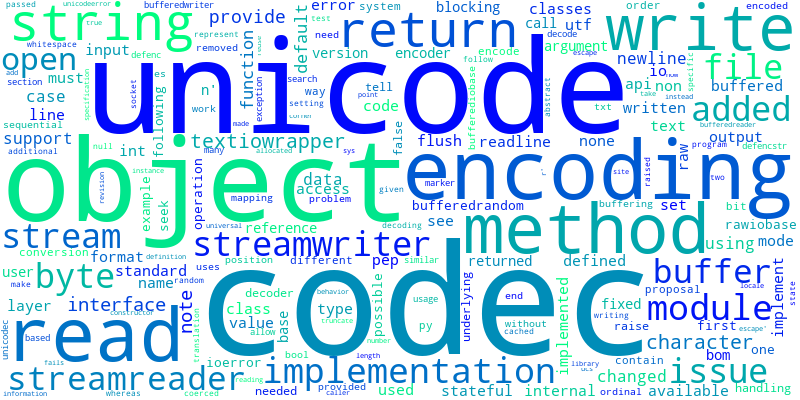 passed
unicodeerror
bufferedwriter
error
system
blocking
classes
order
encoded
string
whitespace
true
provide
represent
test
need
return
decode
call
utf
escape
write
open
defenc
input
removed
function
default
version
encoder
encode
follow
argument
abstract
newline
io
file
specific
add
section
must
es
socket
exception
search
way
tell
point
api
non
take
instead
now
buffered
case
specification
following
n'
work
setting
code
bufferediobase
txt
written
added
line
unicode
made
sequential
support
textiowrapper
false
flush
readline
none
text
raw
output
bufferedreader
program
defencstr
additional
null
int
many
allocated
sys
object
encoding
revision
instance
example
seek
operation
mapping
data
access
problem
given
marker
site
raised
two
bufferedrandom
decoding
buffering
set
bit
rawiobase
stream
universal
reference
see
method
using
mode
conversion
streamwriter
format
definition
position
different
pep
similar
returned
defined
user
make
byte
standard
name
uses
random
decoder
behavior
possible
usage
underlying
end
implemented
fixed
proposal
locale
buffer
implement
state
layer
interface
constructor
note
translation
class
value
allow
base
type
truncate
py
without
cached
writing
raise
module
first
unicodec
based
read
codec
number
character
fails
ioerror
bool
length
library
ucs
contain
bom
one
streamreader
reading
implementation
changed
issue
information
whereas
coerced
needed
provided
caller
used
stateful
internal
ordinal
available
handling